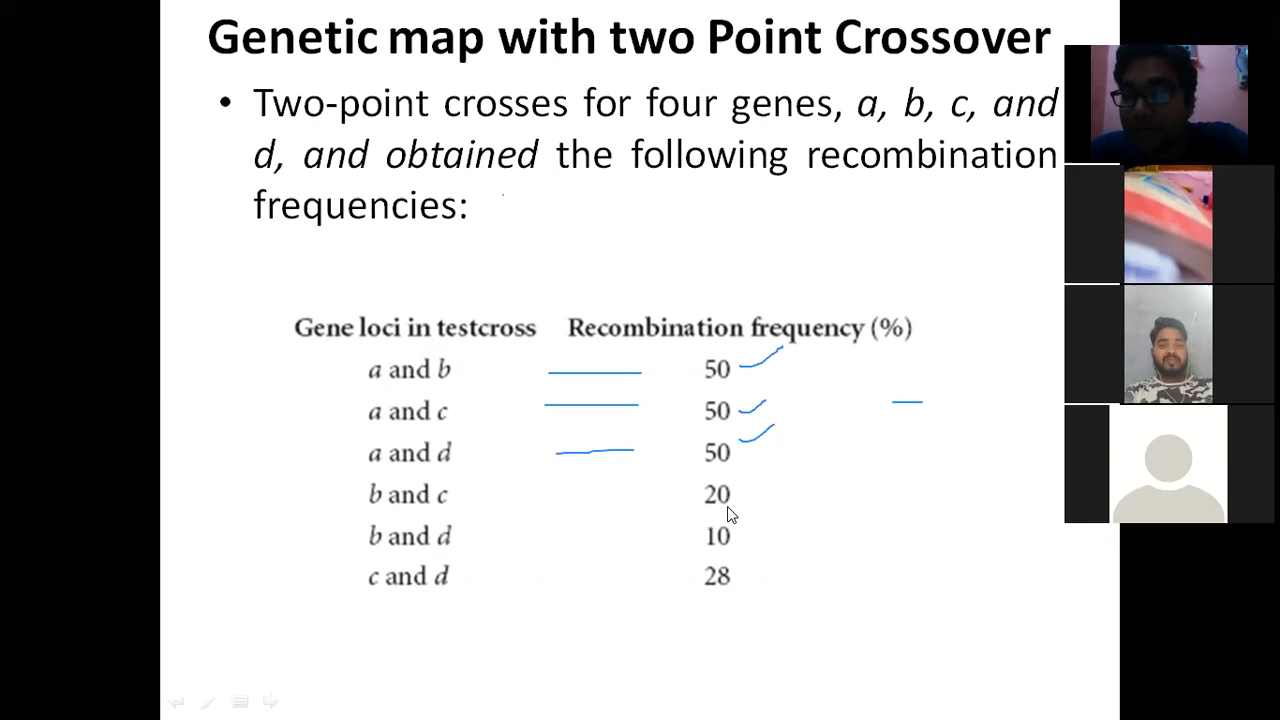 Genetic map with two Point Crossover
• Two-point crosses for four genes, a, b, c, and
d, and obtained the following recombination
frequencies:
Gene loci in testcross Recombination frequency (%)
a and b 50
a and c 50
a and d 50
b and c 20
b and d 10
c and d 28